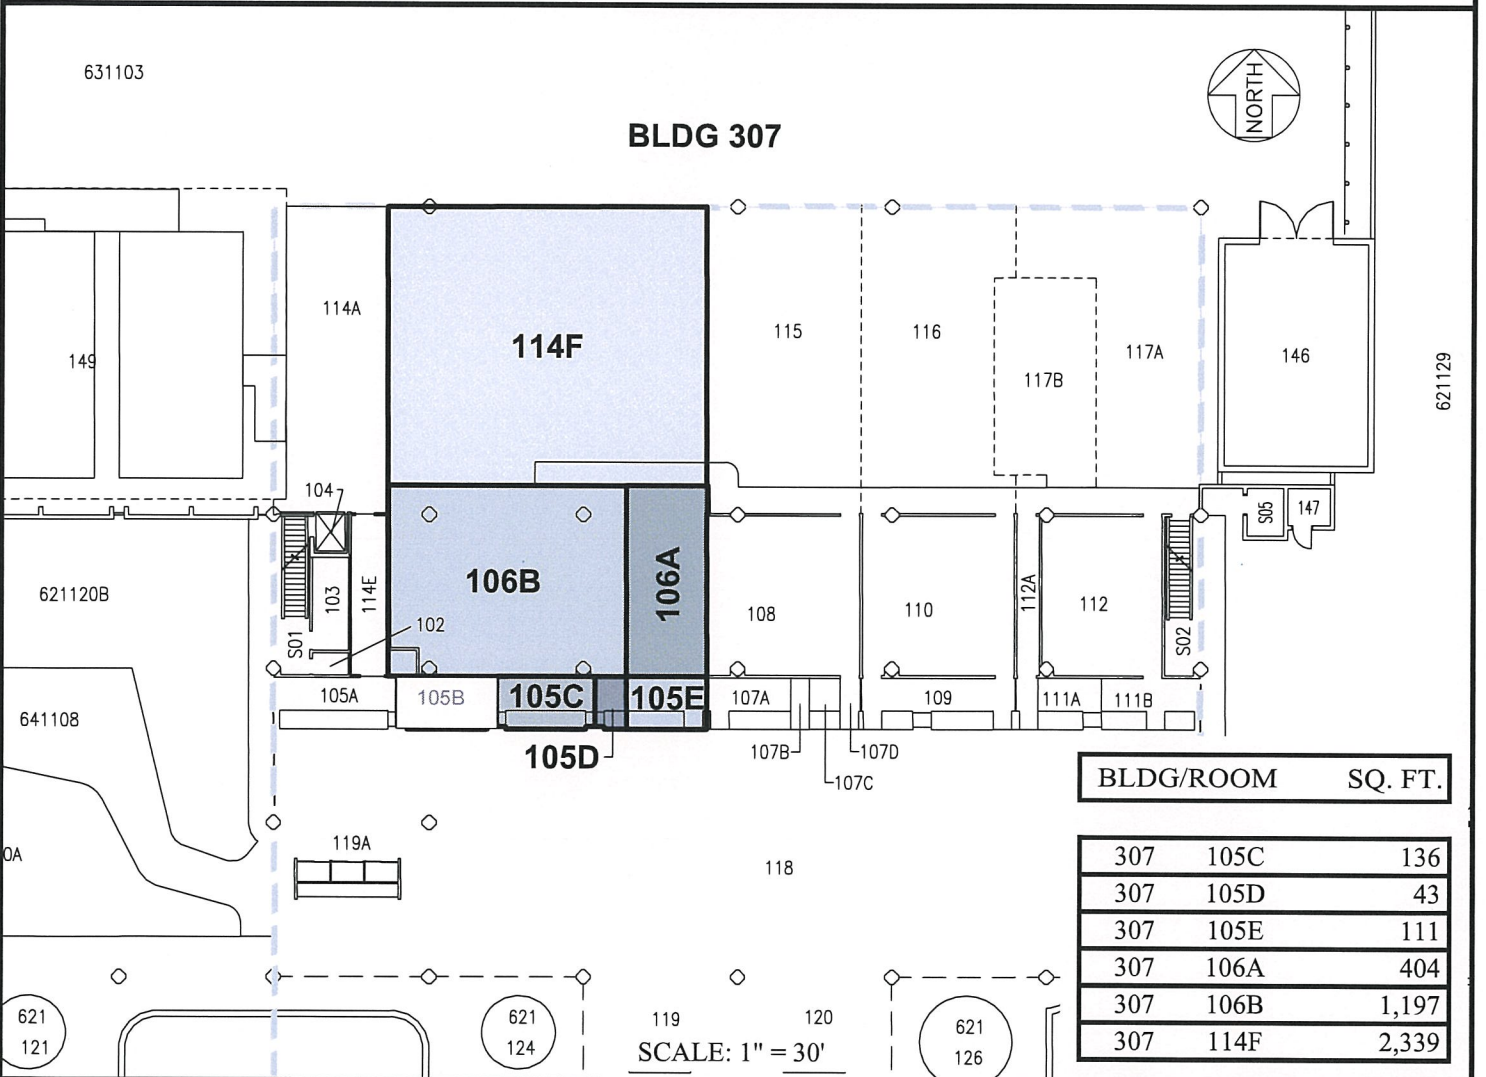 631103
NORTH
BLDG 307
114A
114F
115
116
117A
117B
146
149
621129
104
S05
147
621120B
103
114E
106B
106A
108
110
112A
112
S01
102
S02
105A
105B
105C
105E
107A
109
111A
111B
641108
105D
107B
107D
107C
BLDG/ROOM SQ. FT.
0A
119A
118
307 105C 136
307 105D 43
307 105E 111
307 106A 404
307 106B 1,197
307 114F 2,339
621
121
621
124
119
120
621
126
SCALE: 1" = 30'